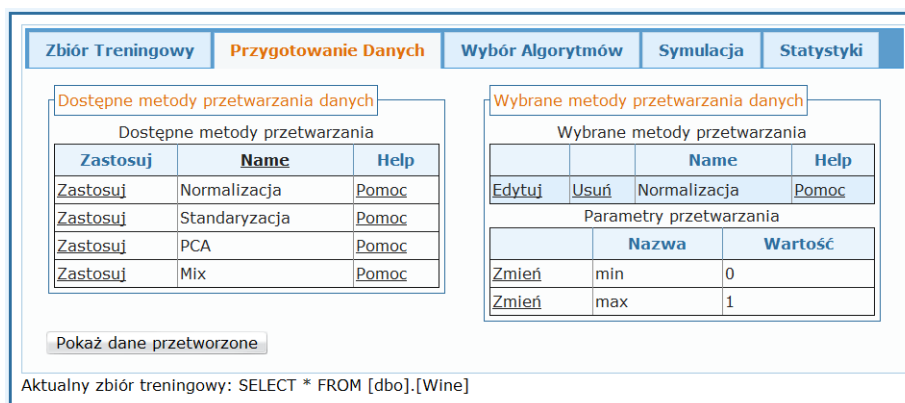 Zbiór Treningowy Przygotowanie Danych Wybór Algorytmów Symulacja Statystyki
Dostępne metody przetwarzania danych
Dostępne metody przetwarzania
Zastosuj Name Help
Zastosuj Normalizacja Pomoc
Zastosuj Standaryzacja Pomoc
Zastosuj PCA Pomoc
Zastosuj Mix Pomoc
Wybrane metody przetwarzania danych
Wybrane metody przetwarzania
Name Help
Edytuj Usuń Normalizacja Pomoc
Parametry przetwarzania
Nazwa Wartość
Zmień min 0
Zmień max 1
Pokaż dane przetworzone
Aktualny zbiór treningowy: SELECT * FROM [dbo].[Wine]